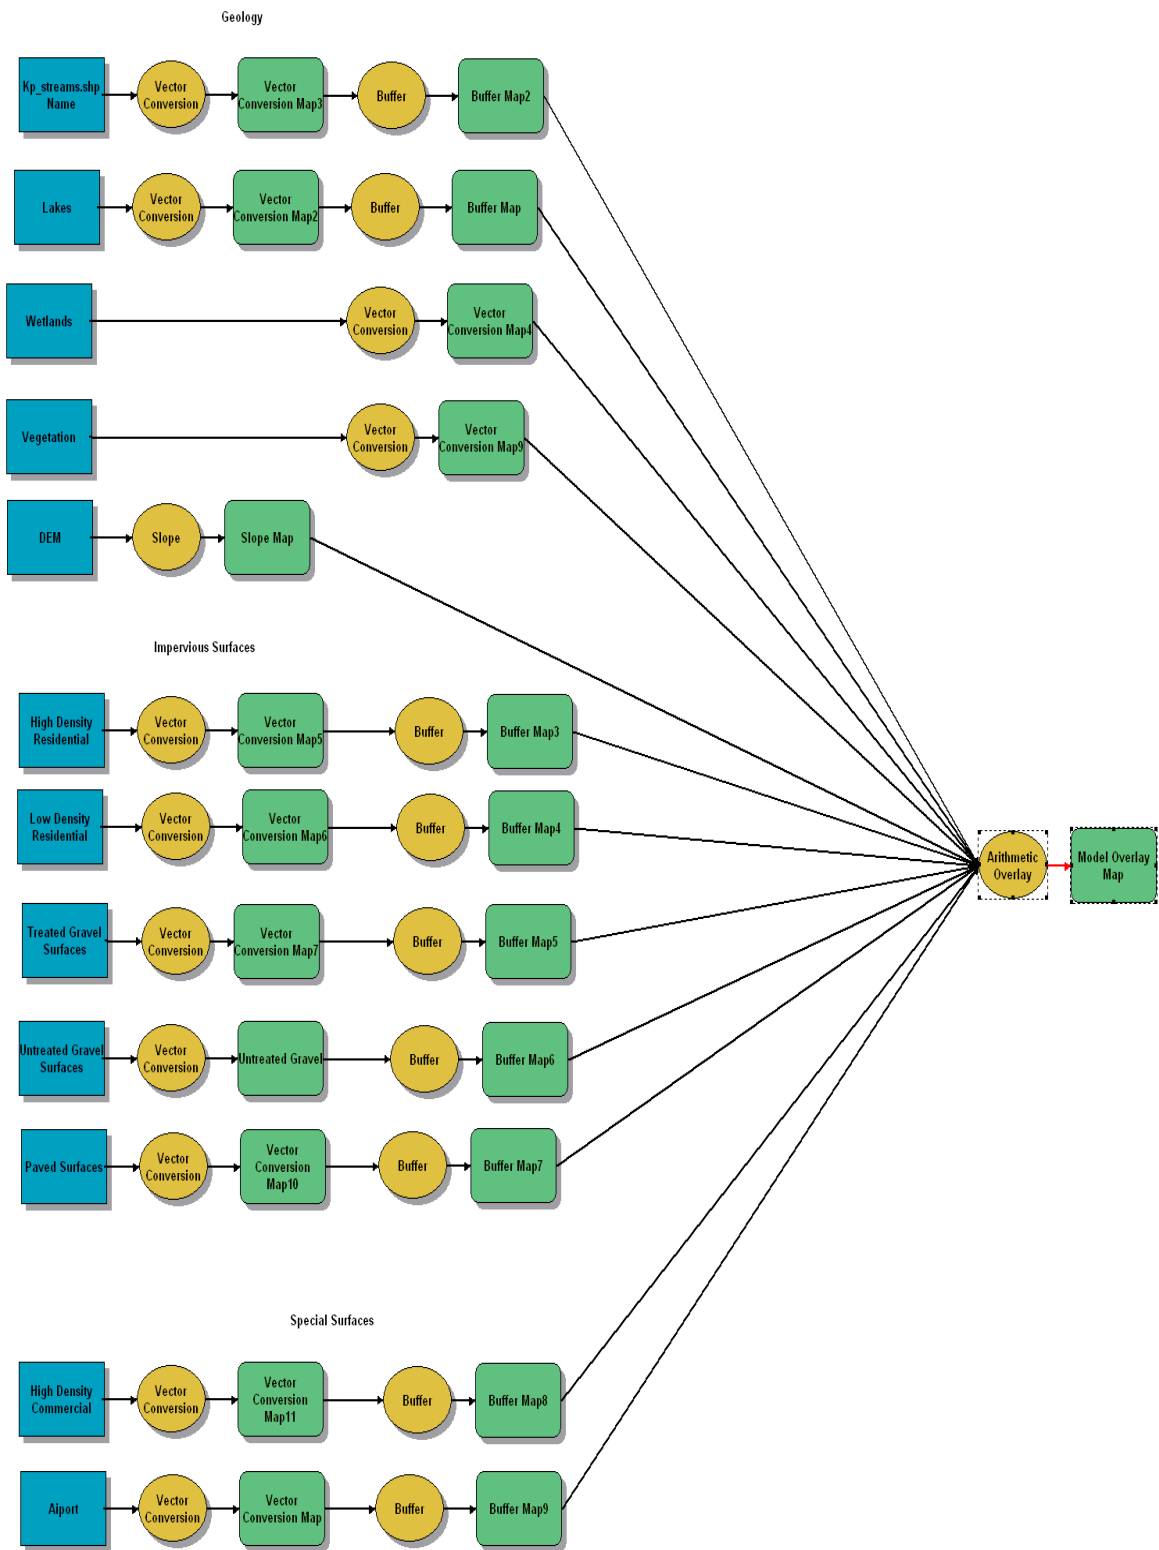 Geology
Kp_streams.shp
Name
Vector
Conversion
Vector
Conversion Map3
Buffer
Buffer Map2
Lakes
Vector
Conversion
Vector
Conversion Map2
Buffer
Buffer Map
Wetlands
Vector
Conversion
Vector
Conversion Map4
Vegetation
Vector
Conversion
Vector
Conversion Map9
DEM
Slope
Slope Map
Impervious Surfaces
High Density
Residential
Vector
Conversion
Vector
Conversion Map5
Buffer
Buffer Map3
Low Density
Residential
Vector
Conversion
Vector
Conversion Map6
Buffer
Buffer Map4
Arithmetic
Overlay
Model Overlay
Map
Treated Gravel
Surfaces
Vector
Conversion
Vector
Conversion Map7
Buffer
Buffer Map5
Untreated Gravel
Surfaces
Vector
Conversion
Untreated Gravel
Buffer
Buffer Map6
Paved Surfaces
Vector
Conversion
Vector
Conversion
Map10
Buffer
Buffer Map7
Special Surfaces
High Density
Commercial
Vector
Conversion
Vector
Conversion
Map11
Buffer
Buffer Map8
Aiport
Vector
Conversion
Vector
Conversion Map
Buffer
Buffer Map9